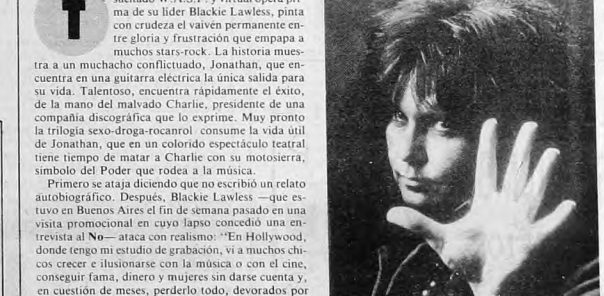 suicidado W.A.S.P. y virtual ópera pri-
ma de su líder Blackie Lawless, pinta
con crudeza el vaivén permanente en-
tre gloria y frustración que empapa a
muchos stars-rock. La historia mues-
tra a un muchacho conflictuado, Jonathan, que en-
cuentra en una guitarra eléctrica la única salida para
su vida. Talentoso, encuentra rápidamente el éxito,
de la mano del malvado Charlie, presidente de una
compañía discográfica que lo exprime. Muy pronto
la trilogía sexo-droga-rocanrol consume la vida útil
de Jonathan, que en un colorido espectáculo teatral
tiene tiempo de matar a Charlie con su motosierra,
símbolo del Poder que rodea a la música.
Primero se ataja diciendo que no escribió un relato
autobiográfico. Después, Blackie Lawless —que es-
tuvo en Buenos Aires el fin de semana pasado en una
visita promocional en cuyo lapso concedió una en-
trevista al No— ataca con realismo: "En Hollywood,
donde tengo mi estudio de grabación, vi a muchos chi-
cos crecer e ilusionarse con la música o con el cine,
conseguir fama, dinero y mujeres sin darse cuenta y,
en cuestión de meses, perderlo todo, devorados por